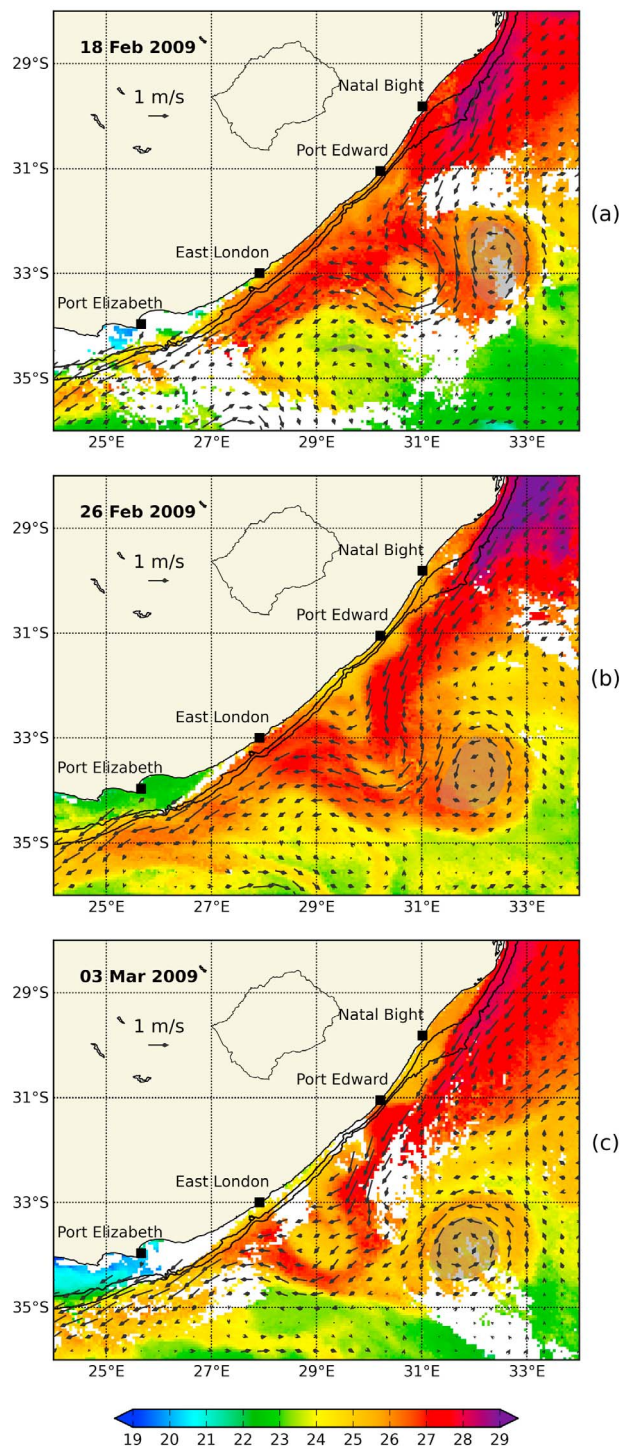 18 Feb 2009
29°S
Natal Bight
1 m/s
31°S
Port Edward
(a)
East London
33°S
Port Elizabeth
35°S
25°E 27°E 29°E 31°E 33°E
26 Feb 2009
29°S
Natal Bight
1 m/s
31°S
Port Edward
(b)
East London
33°S
Port Elizabeth
35°S
25°E 27°E 29°E 31°E 33°E
03 Mar 2009
29°S
Natal Bight
1 m/s
31°S
Port Edward
(c)
East London
33°S
Port Elizabeth
35°S
25°E 27°E 29°E 31°E 33°E
19 20 21 22 23 24 25 26 27 28 29